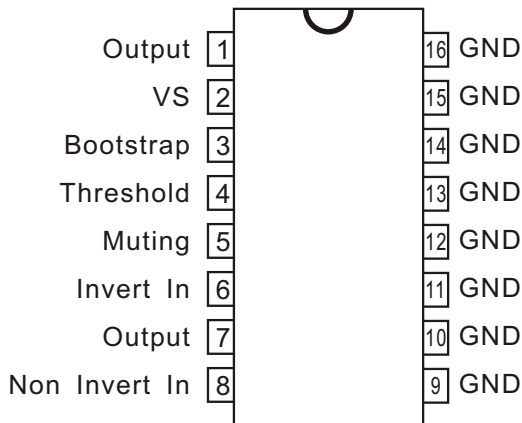 Output 1 16 GND
VS 2 15 GND
Bootstrap 3 14 GND
Threshold 4 13 GND
Muting 5 12 GND
Invert In 6 11 GND
Output 7 10 GND
Non Invert In 8 9 GND